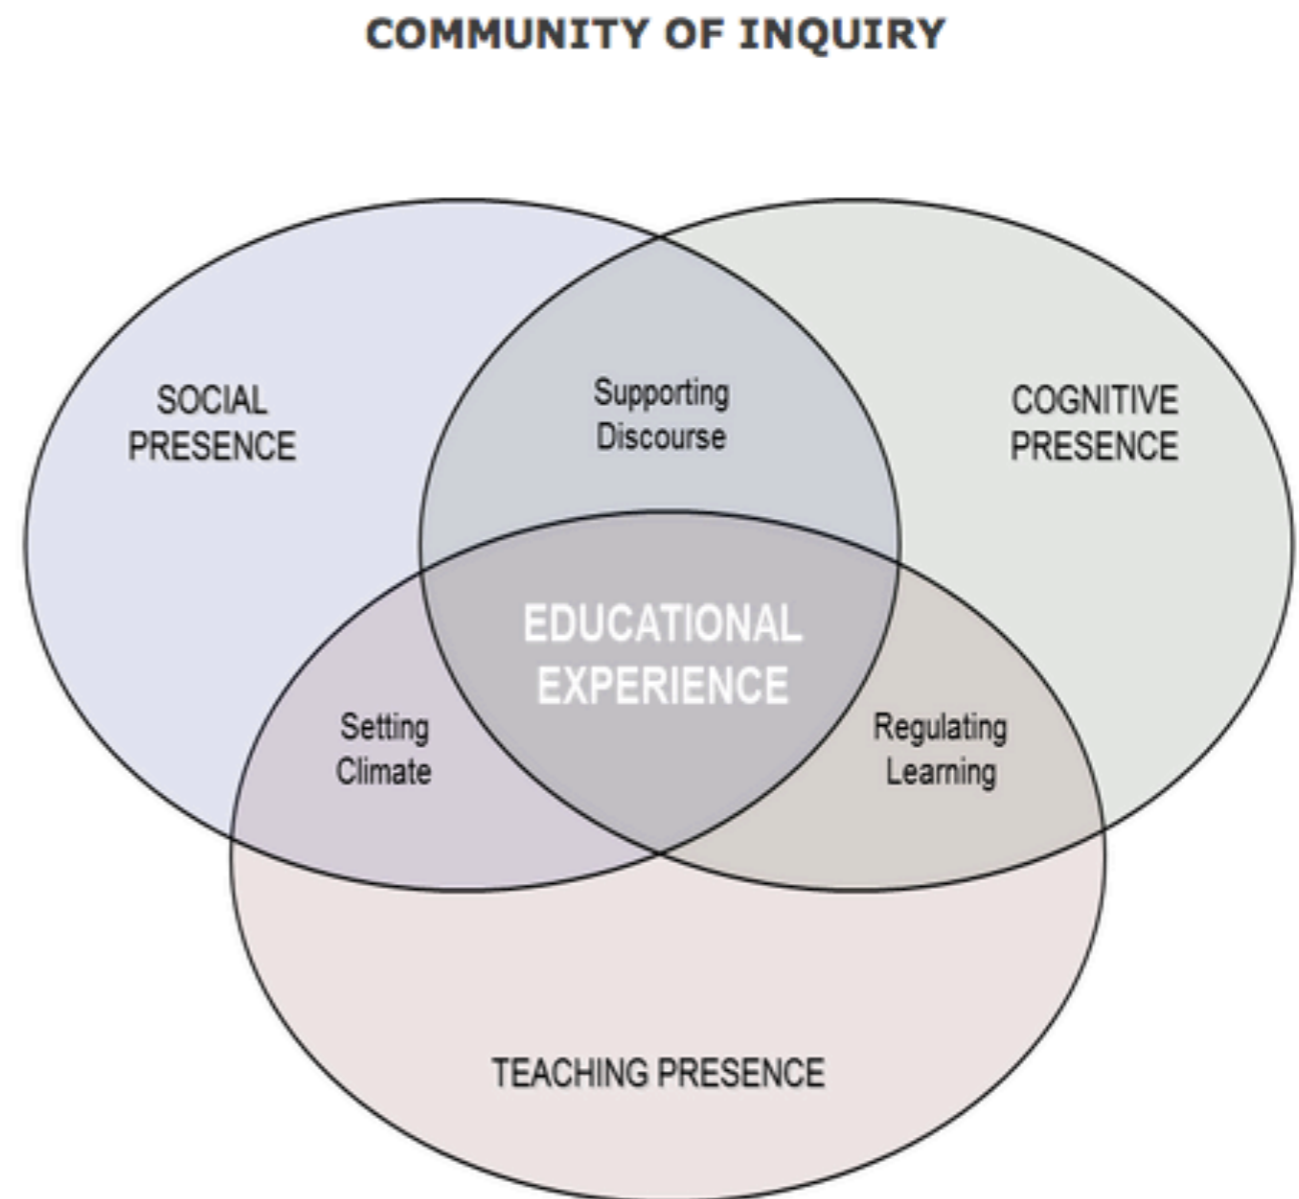 COMMUNITY OF INQUIRY
SOCIAL
PRESENCE
Supporting
Discourse
COGNITIVE
PRESENCE
EDUCATIONAL
EXPERIENCE
Setting
Climate
Regulating
Learning
TEACHING PRESENCE